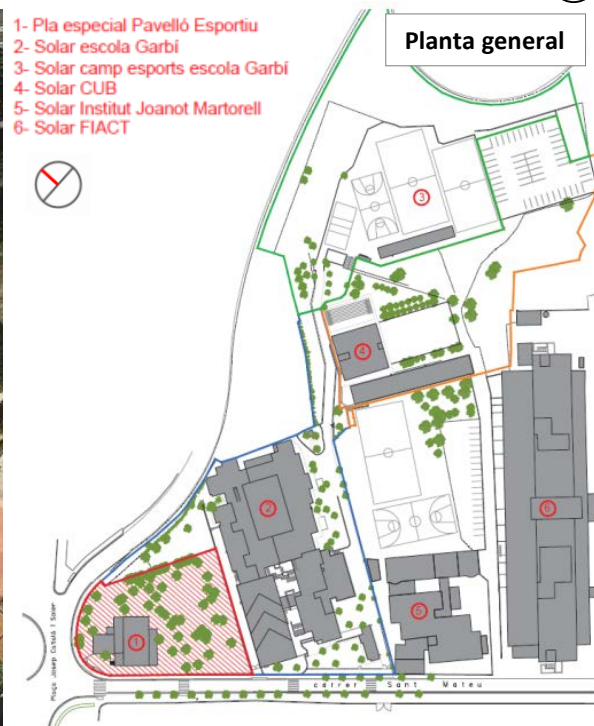 1- Pla especial Pavelló Esportiu
2- Solar escola Garbí
3- Solar camp esports escola Garbí
4- Solar CUB
5- Solar Institut Joanot Martorell
6- Solar FIACT
Planta general
3
4
2
6
5
1
Plaça Josep Català i Soler
carrer Sant Mateu